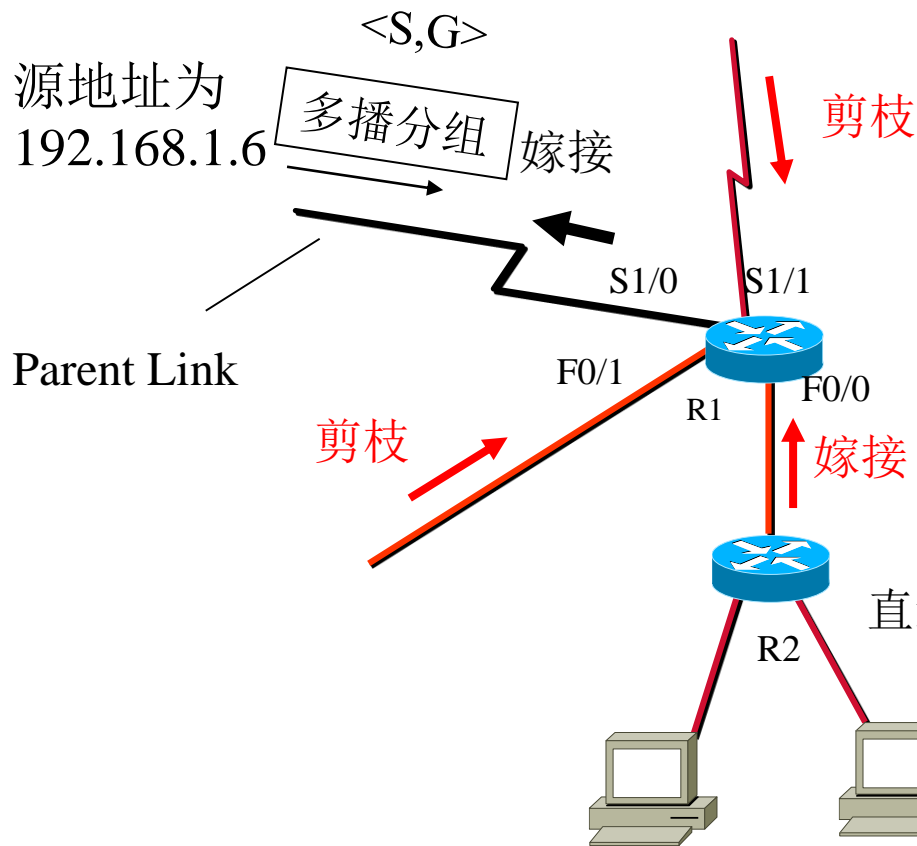 <S,G>
源地址为
192.168.1.6
多播分组
嫁接
剪枝
S1/0
S1/1
Parent Link
F0/1
F0/0
R1
剪枝
嫁接
直
R2